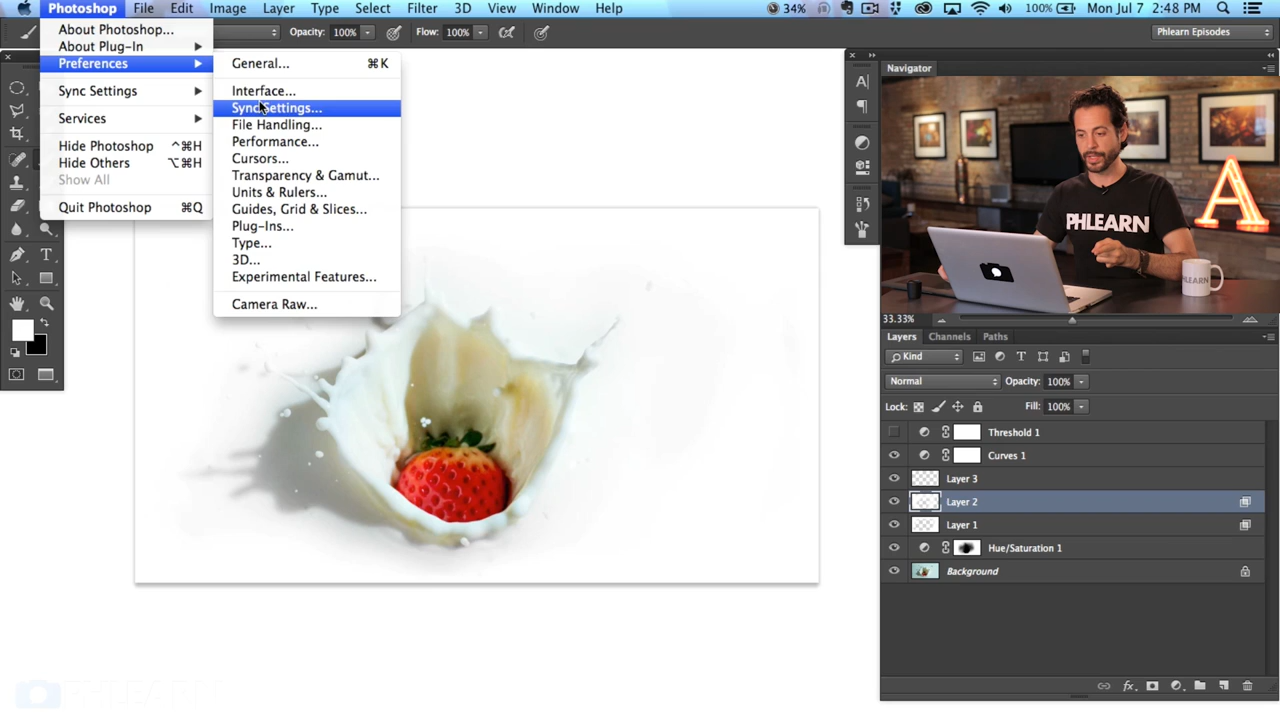 Photoshop File Edit Image Layer Type Select Filter 3D View Window Help 34% 100% Mon Jul 7 2:48 PM
Opacity: 100% Flow: 100% Phlearn Episodes
About Photoshop...
About Plug-In
Preferences
Sync Settings
Services
Hide Photoshop ^⌘H
Hide Others ⌥⌘H
Show All
Quit Photoshop ⌘Q
General... ⌘K
Interface...
Sync Settings...
File Handling...
Performance...
Cursors...
Transparency & Gamut...
Units & Rulers...
Guides, Grid & Slices...
Plug-Ins...
Type...
3D...
Experimental Features...
Camera Raw...
Navigator
PHLEARN
A
PHLEARN
33.33%
Layers Channels Paths
Kind
Normal Opacity: 100%
Lock: Fill: 100%
Threshold 1
Curves 1
Layer 3
Layer 2
Layer 1
Hue/Saturation 1
Background
fx
PHLEARN